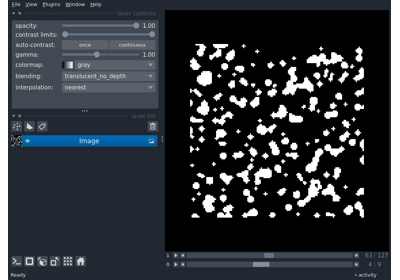 File View Plugins Window Help
layer controls
opacity: 1.00
contrast limits:
auto-contrast: once continuous
gamma: 1.00
colormap: gray
blending: translucent_no_depth
interpolation: nearest
layer list
Image
1 63 127
0 4 9
Ready activity